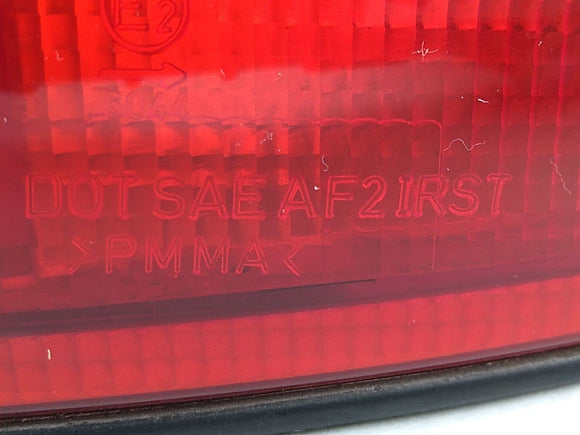 E2
DOT SAE AF2 IRST
>PMMA<